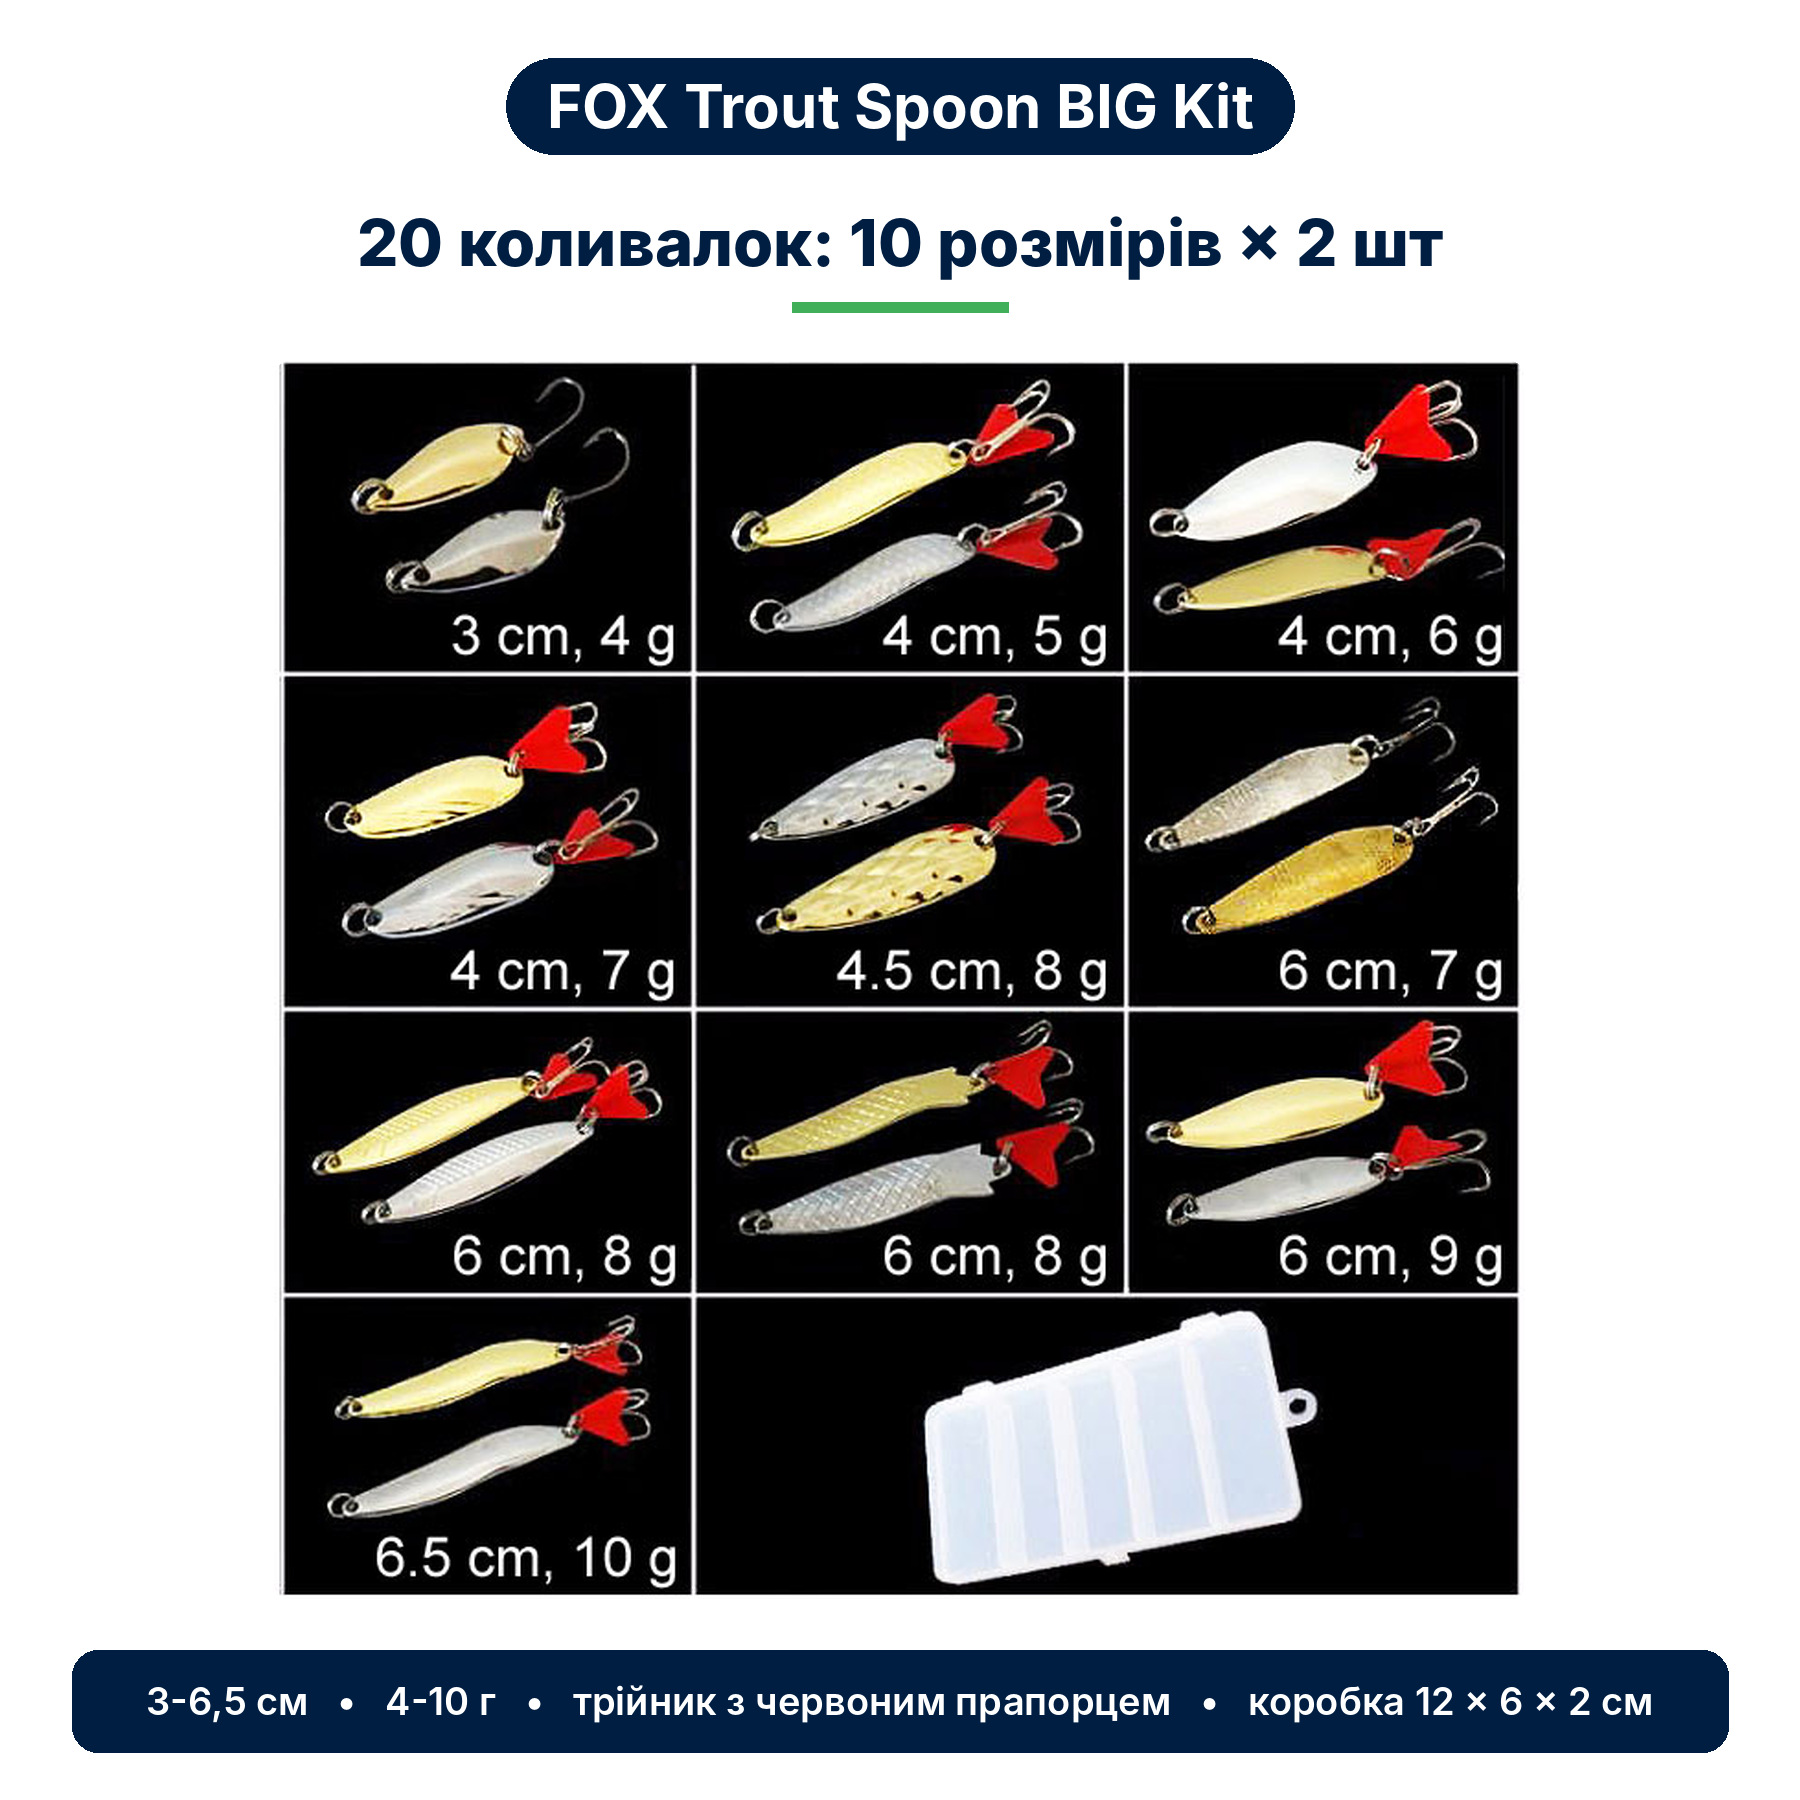 FOX Trout Spoon BIG Kit
20 коливалок: 10 розмірів × 2 шт
3 cm, 4 g
4 cm, 5 g
4 cm, 6 g
4 cm, 7 g
4.5 cm, 8 g
6 cm, 7 g
6 cm, 8 g
6 cm, 8 g
6 cm, 9 g
6.5 cm, 10 g
3-6,5 см • 4-10 г • трійник з червоним прапорцем • коробка 12 × 6 × 2 см